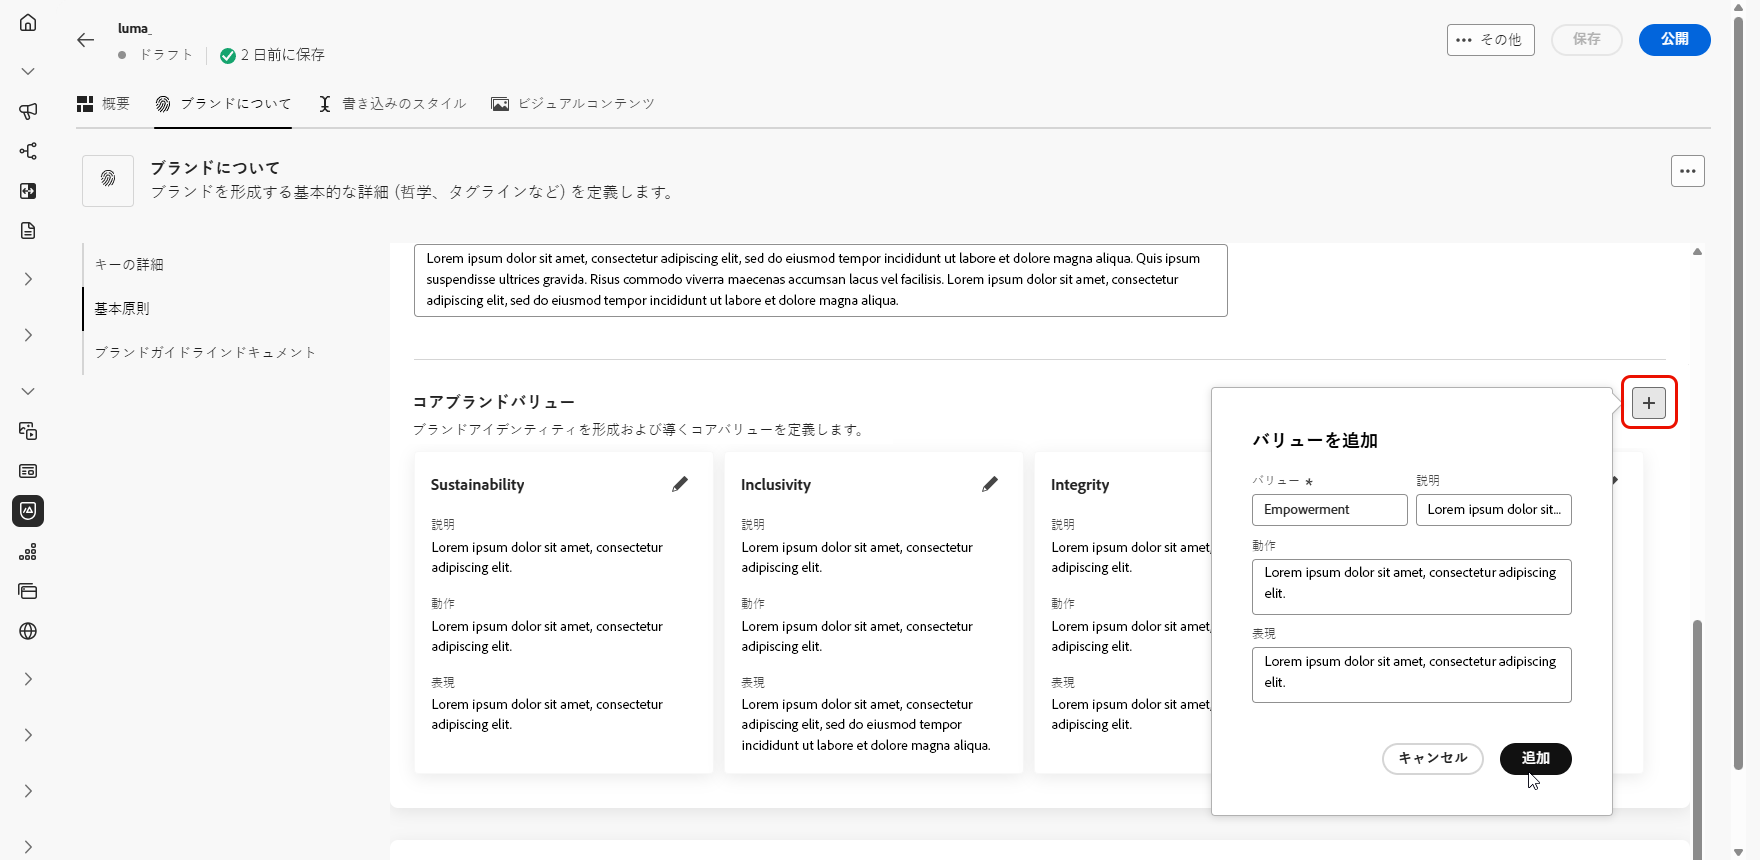 luma_
ドラフト
2 日前に保存
その他
保存
公開
概要
ブランドについて
書き込みのスタイル
ビジュアルコンテンツ
ブランドについて
ブランドを形成する基本的な詳細 (哲学、タグラインなど) を定義します。
キーの詳細
基本原則
ブランドガイドラインドキュメント
Lorem ipsum dolor sit amet, consectetur adipiscing elit, sed do eiusmod tempor incididunt ut labore et dolore magna aliqua. Quis ipsum
suspendisse ultrices gravida. Risus commodo viverra maecenas accumsan lacus vel facilisis. Lorem ipsum dolor sit amet, consectetur
adipiscing elit, sed do eiusmod tempor incididunt ut labore et dolore magna aliqua.
コアブランドバリュー
ブランドアイデンティティを形成および導くコアバリューを定義します。
Sustainability
説明
Lorem ipsum dolor sit amet, consectetur
adipiscing elit.
動作
Lorem ipsum dolor sit amet, consectetur
adipiscing elit.
表現
Lorem ipsum dolor sit amet, consectetur
adipiscing elit.
Inclusivity
説明
Lorem ipsum dolor sit amet, consectetur
adipiscing elit.
動作
Lorem ipsum dolor sit amet, consectetur
adipiscing elit.
表現
Lorem ipsum dolor sit amet, consectetur
adipiscing elit, sed do eiusmod tempor
incididunt ut labore et dolore magna aliqua.
Integrity
説明
Lorem ipsum dolor sit amet,
adipiscing elit.
動作
Lorem ipsum dolor sit amet,
adipiscing elit.
表現
Lorem ipsum dolor sit amet,
adipiscing elit.
バリューを追加
バリュー *
Empowerment
説明
Lorem ipsum dolor sit...
動作
Lorem ipsum dolor sit amet, consectetur adipiscing
elit.
表現
Lorem ipsum dolor sit amet, consectetur adipiscing
elit.
キャンセル
追加